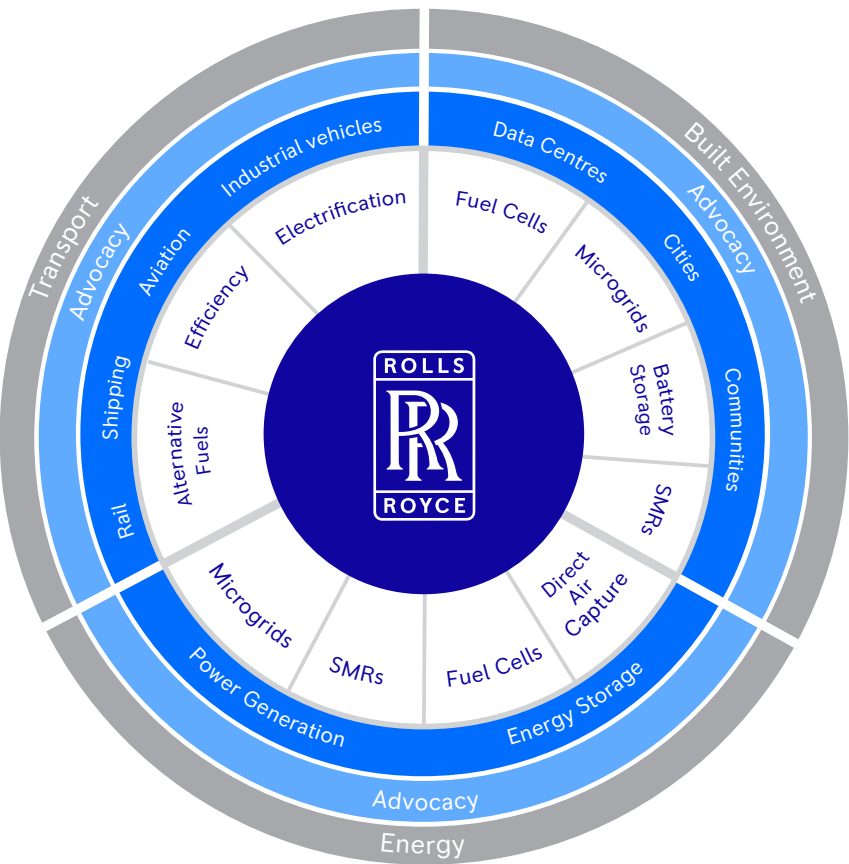 Transport
Advocacy
Industrial vehicles
Aviation
Shipping
Rail
Electrification
Efficiency
Alternative
Fuels
Built Environment
Advocacy
Data Centres
Cities
Communities
Fuel Cells
Microgrids
Battery
Storage
SMRs
ROLLS
RR
ROYCE
Microgrids
SMRs
Fuel Cells
Direct
Air
Capture
Power Generation
Energy Storage
Advocacy
Energy